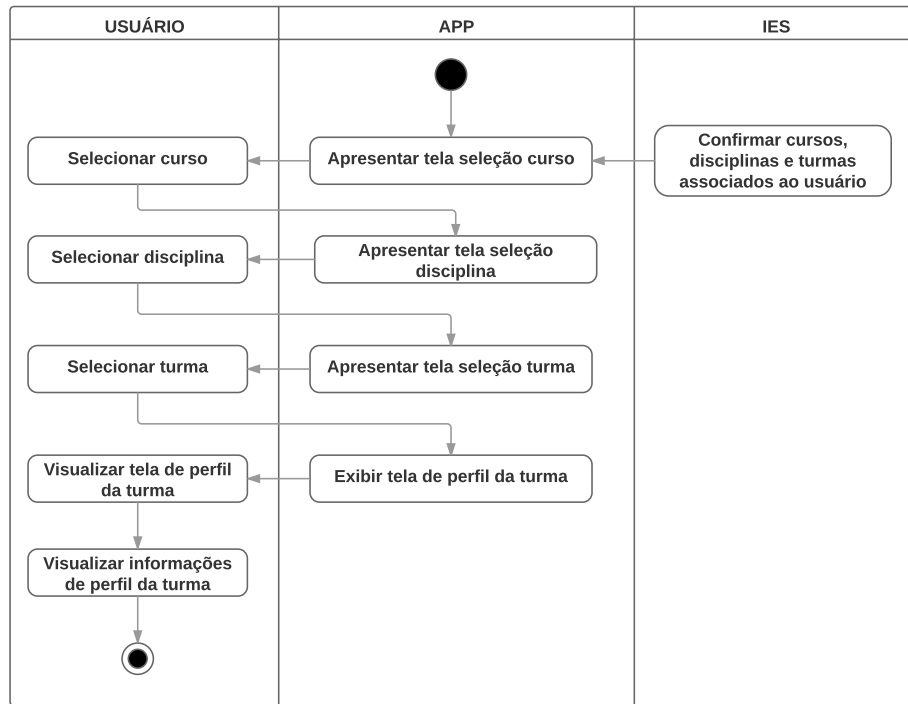 USUÁRIO
APP
IES
Selecionar curso
Apresentar tela seleção curso
Confirmar cursos,
disciplinas e turmas
associados ao usuário
Selecionar disciplina
Apresentar tela seleção
disciplina
Selecionar turma
Apresentar tela seleção turma
Visualizar tela de perfil
da turma
Exibir tela de perfil da turma
Visualizar informações
de perfil da turma